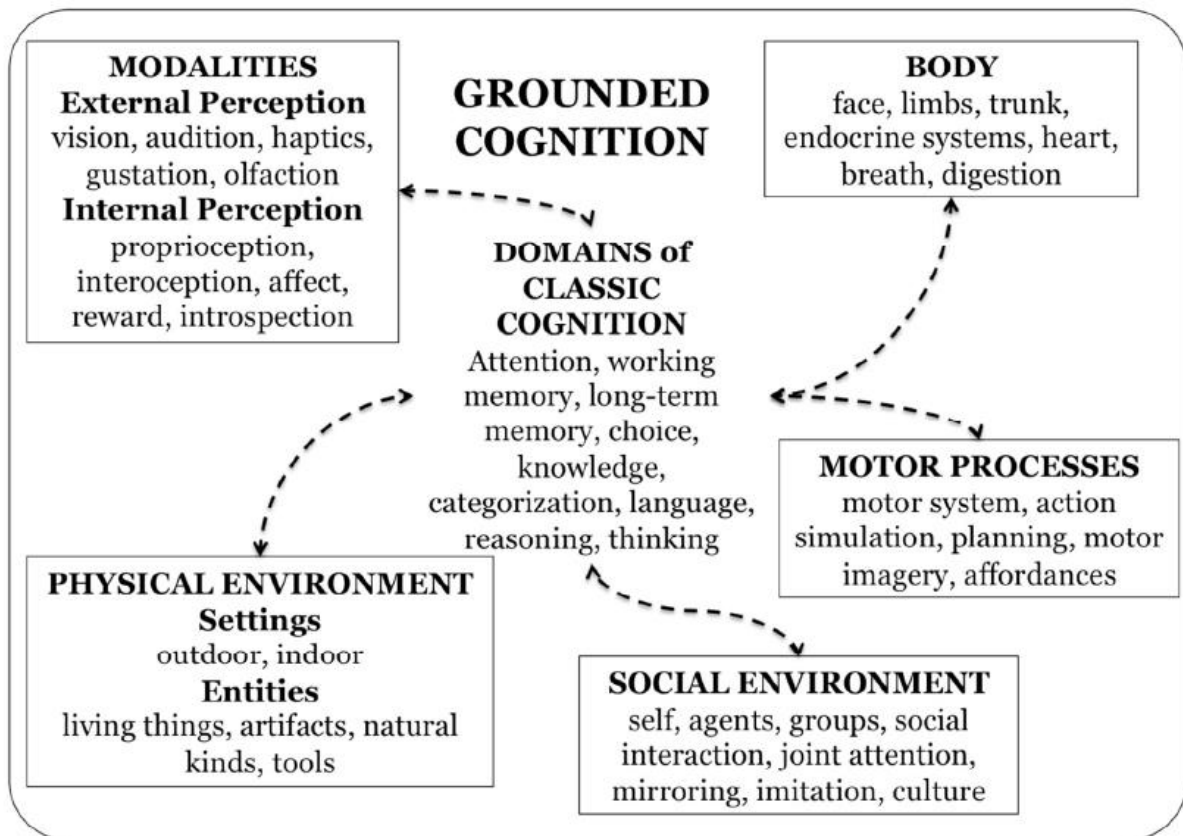 MODALITIES
External Perception
vision, audition, haptics,
gustation, olfaction
Internal Perception
proprioception,
interoception, affect,
reward, introspection
GROUNDED
COGNITION
BODY
face, limbs, trunk,
endocrine systems, heart,
breath, digestion
DOMAINS of
CLASSIC
COGNITION
Attention, working
memory, long-term
memory, choice,
knowledge,
categorization, language,
reasoning, thinking
MOTOR PROCESSES
motor system, action
simulation, planning, motor
imagery, affordances
PHYSICAL ENVIRONMENT
Settings
outdoor, indoor
Entities
living things, artifacts, natural
kinds, tools
SOCIAL ENVIRONMENT
self, agents, groups, social
interaction, joint attention,
mirroring, imitation, culture